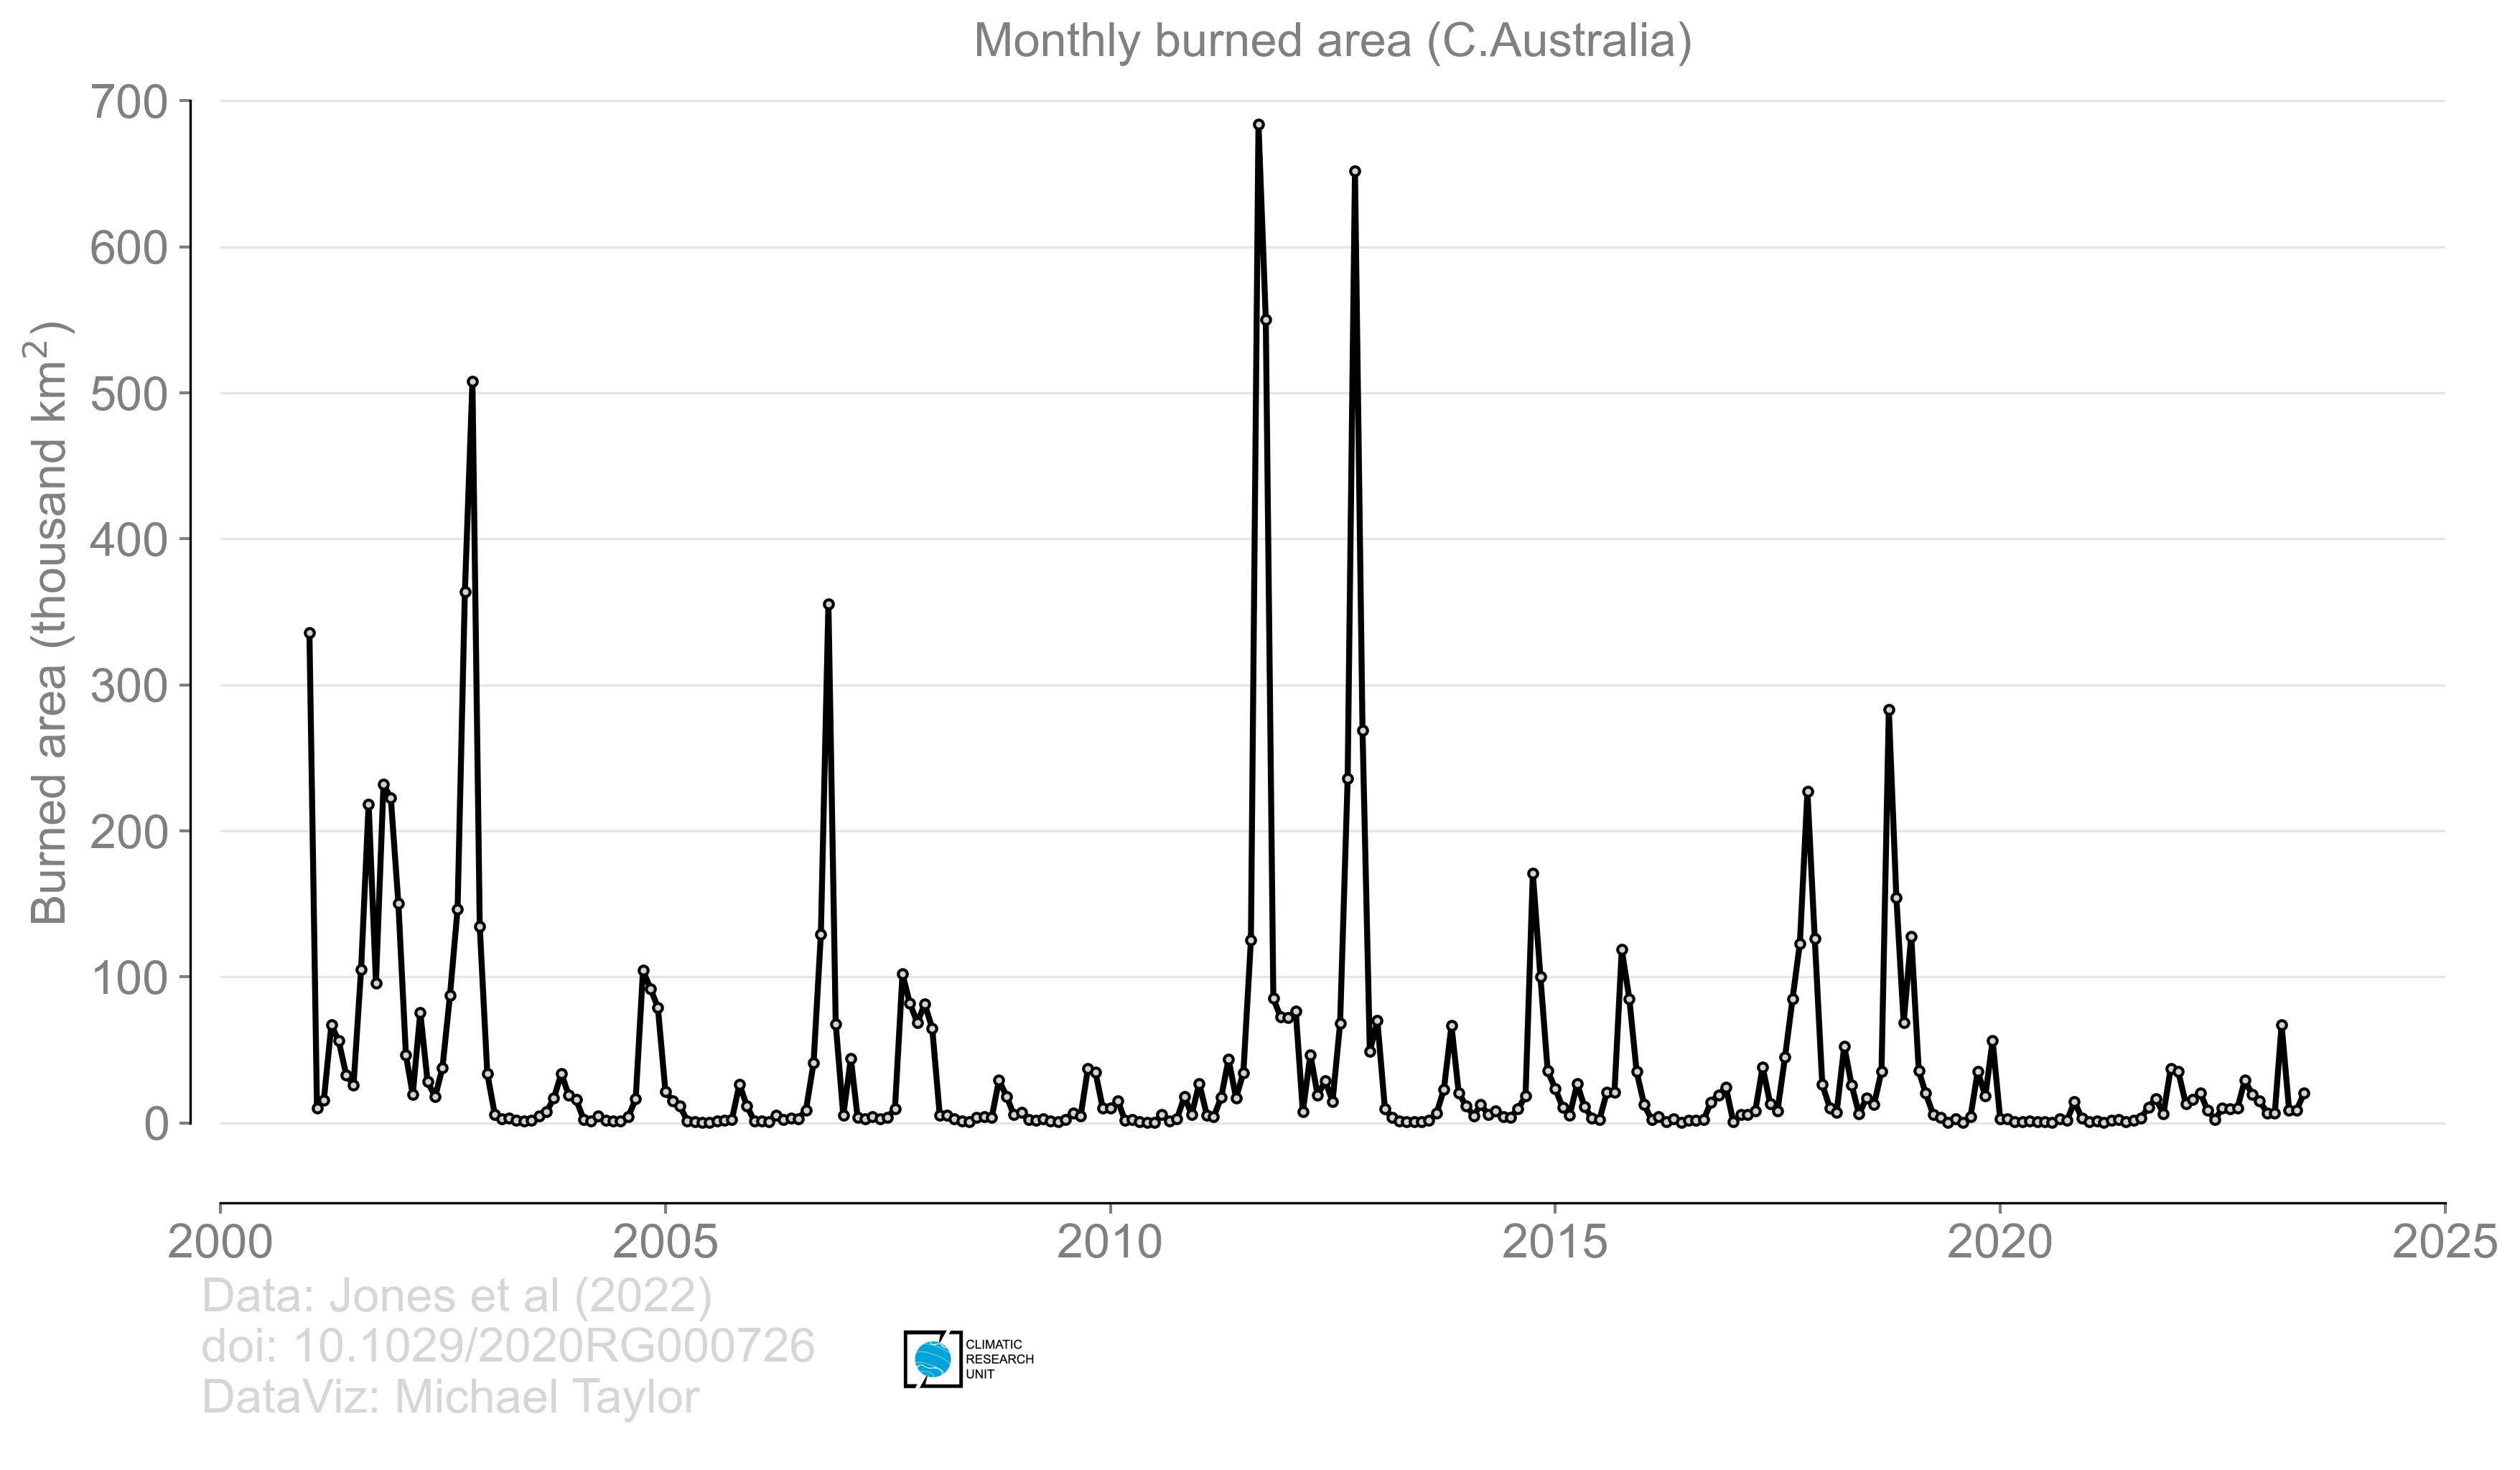 Monthly burned area (C.Australia)
Burned area (thousand km²)
700
600
500
400
300
200
100
0
2000 2005 2010 2015 2020 2025
Data: Jones et al (2022)
doi: 10.1029/2020RG000726
DataViz: Michael Taylor
CLIMATIC
RESEARCH
UNIT